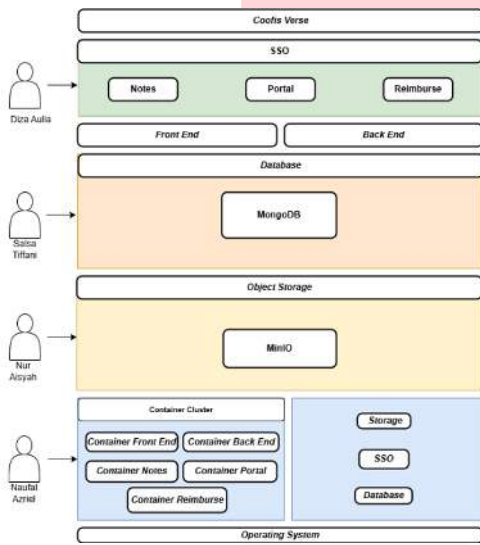 Coofis Verse
SSO
Notes
Portal
Reimburse
Diza Aulia
Front End
Back End
Database
MongoDB
Salsa
Tiffani
Object Storage
MinIO
Nur
Aisyah
Container Cluster
Container Front End
Container Back End
Container Notes
Container Portal
Container Reimburse
Storage
SSO
Database
Naufal
Azriel
Operating System